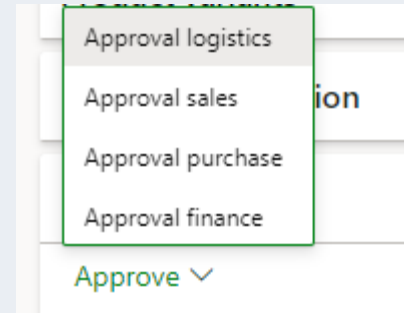 Approval logistics
Approval sales
ion
Approval purchase
Approval finance
Approve